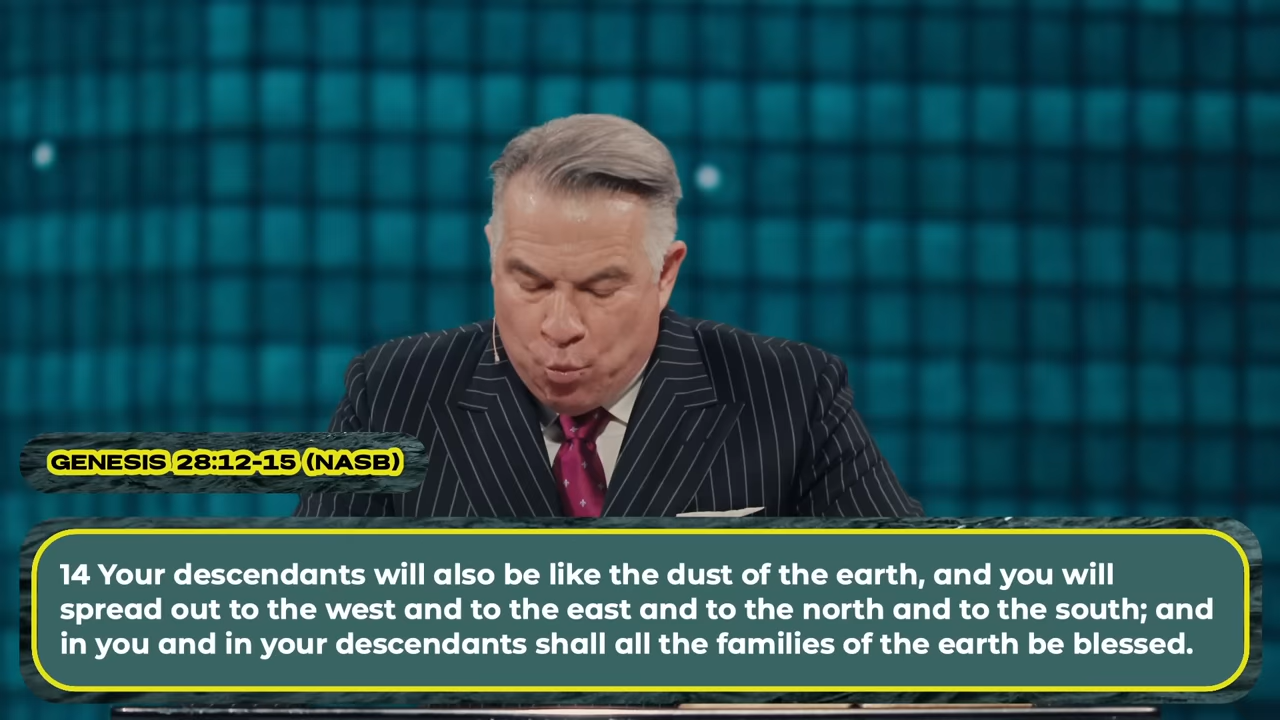 GENESIS 28:12-15 (NASB)
14 Your descendants will also be like the dust of the earth, and you will
spread out to the west and to the east and to the north and to the south; and
in you and in your descendants shall all the families of the earth be blessed.